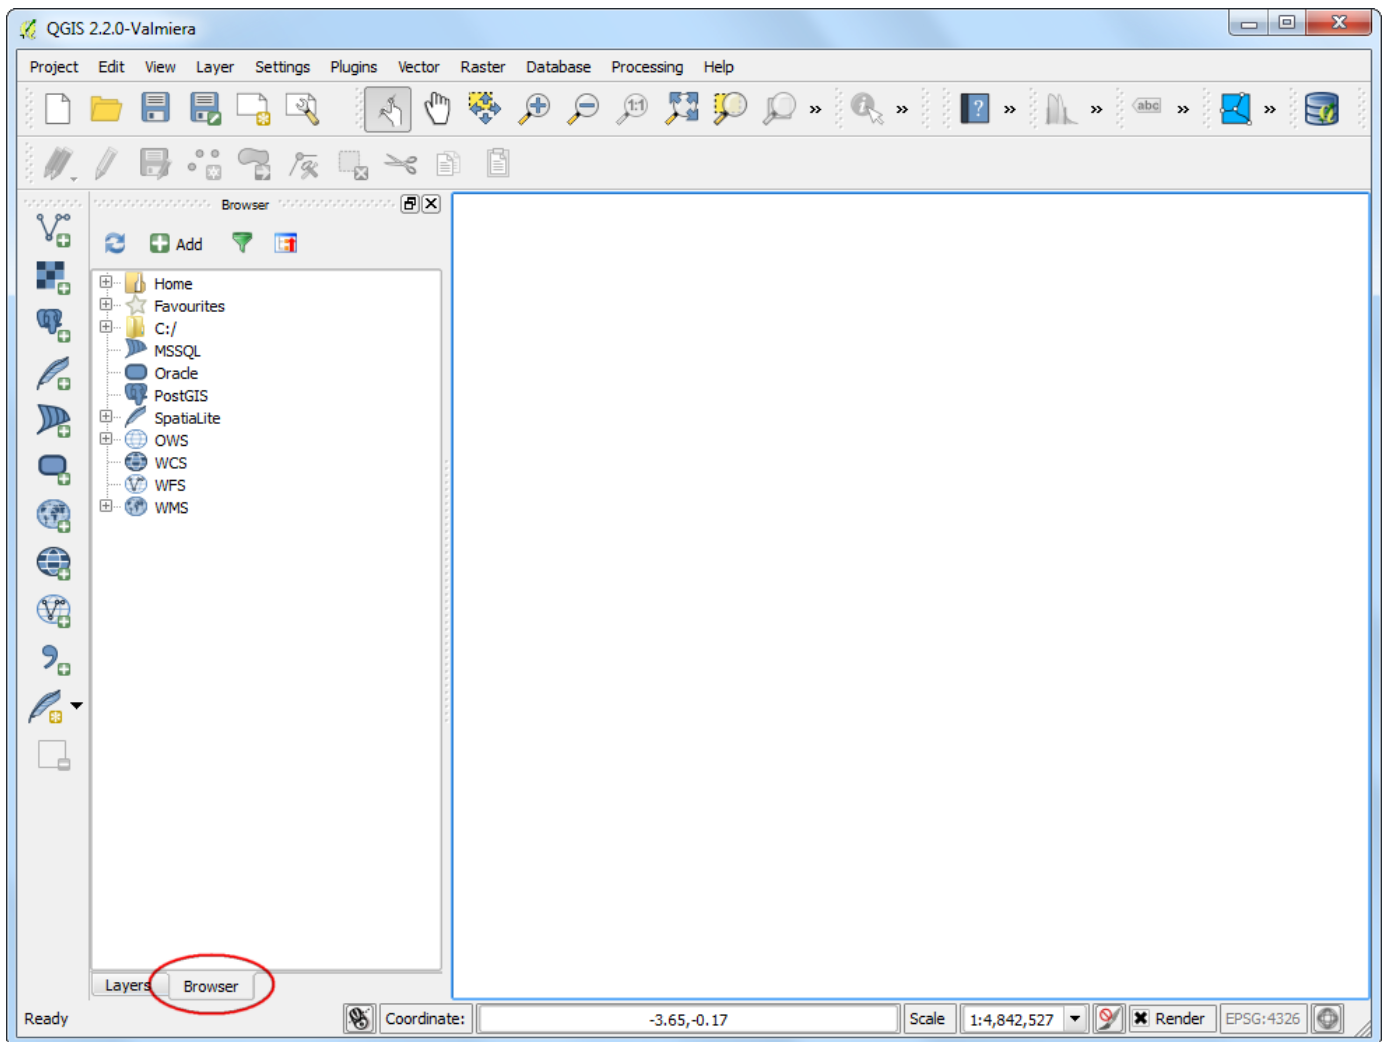 QGIS 2.2.0-Valmiera
Project Edit View Layer Settings Plugins Vector Raster Database Processing Help
1:1
?
abc
Browser
Add
Home
Favourites
C:/
MSSQL
Oracle
PostGIS
SpatiaLite
OWS
WCS
WFS
WMS
Layers Browser
Ready Coordinate: -3.65,-0.17 Scale 1:4,842,527 Render EPSG:4326